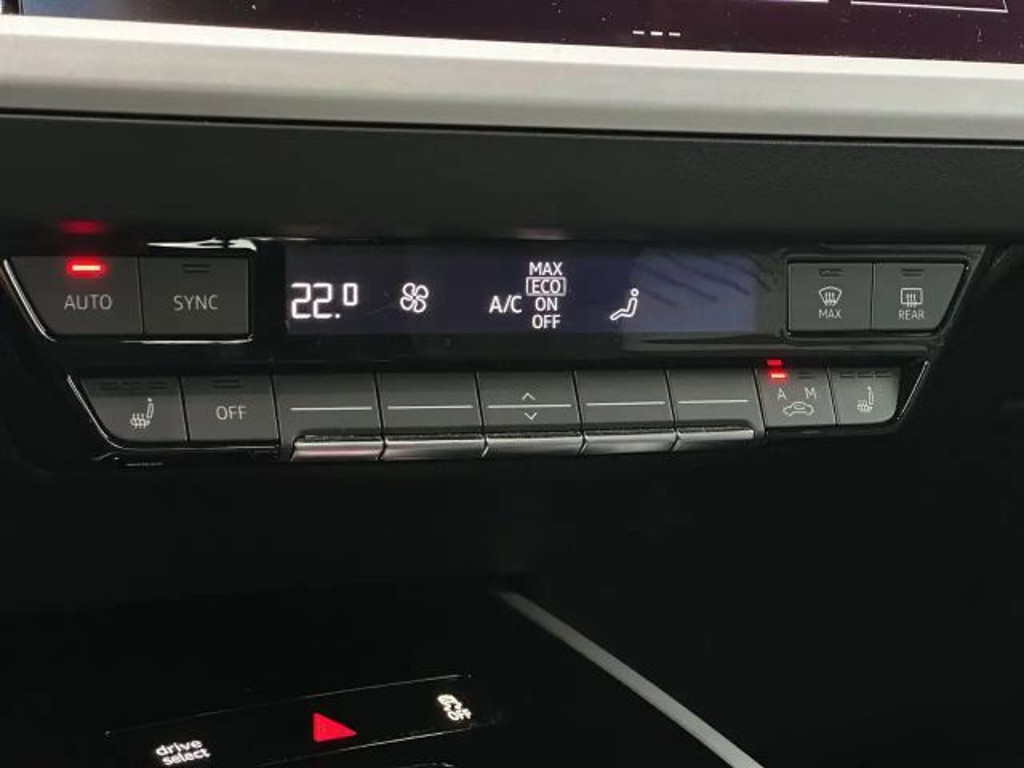 AUTO
SYNC
22.0
A/C
MAX
ECO
ON
OFF
MAX
REAR
OFF
A M
drive
select
OFF